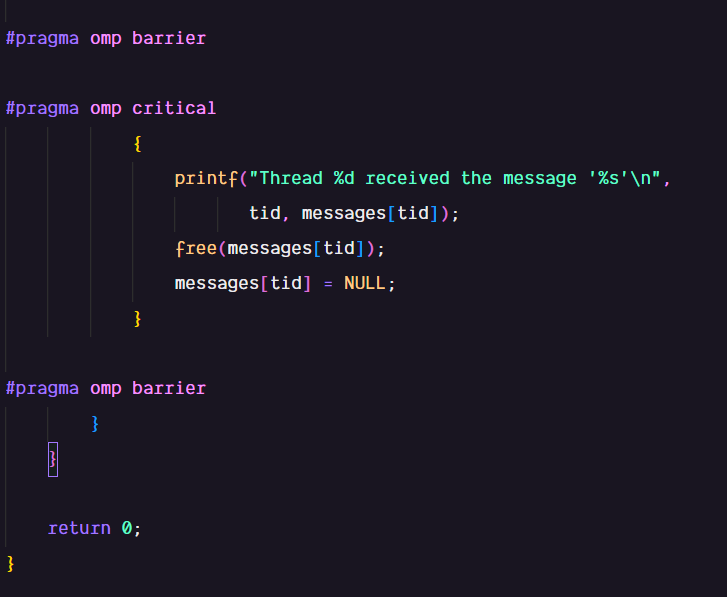 #pragma omp barrier
#pragma omp critical
{
printf("Thread %d received the message '%s'\n",
tid, messages[tid]);
free(messages[tid]);
messages[tid] = NULL;
}
#pragma omp barrier
}
}
return 0;
}